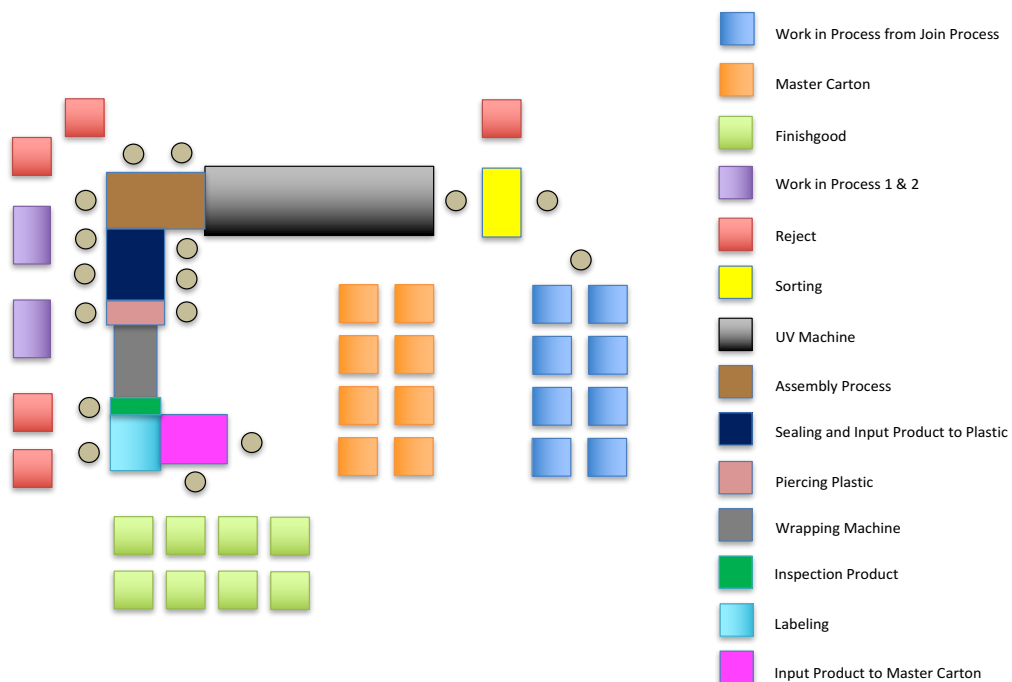 Work in Process from Join Process
Master Carton
Finishgood
Work in Process 1 & 2
Reject
Sorting
UV Machine
Assembly Process
Sealing and Input Product to Plastic
Piercing Plastic
Wrapping Machine
Inspection Product
Labeling
Input Product to Master Carton